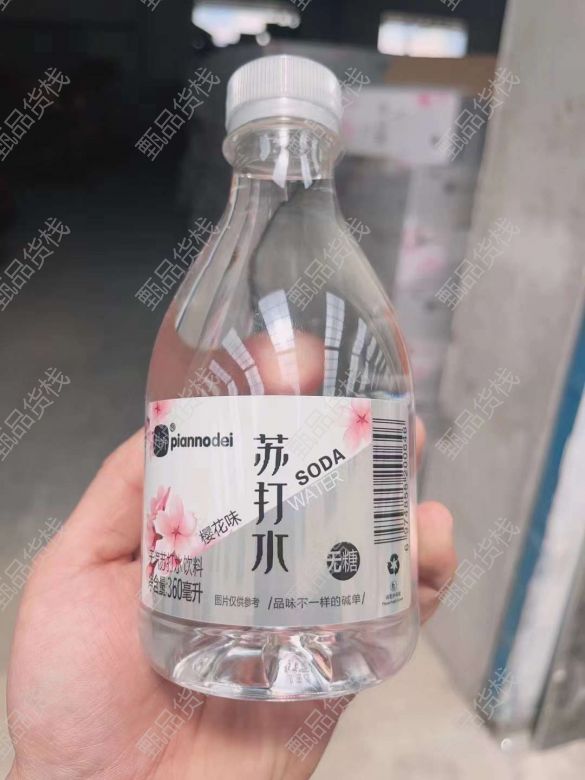 piannodei
®
苏打水
SODA
WATER
樱花味
无糖
无汽苏打水饮料
净含量:360毫升
图片仅供参考
/品味不一样的碱单/
甄品货栈